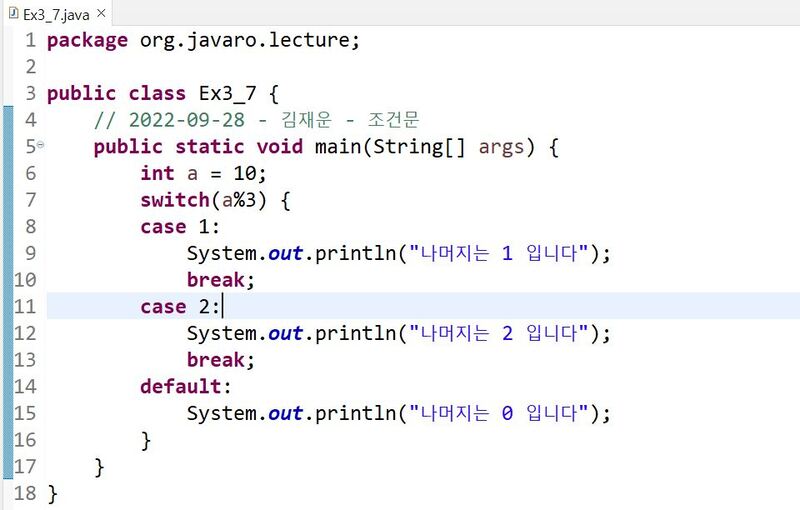 Ex3_7.java
1 package org.javaro.lecture;
2
3 public class Ex3_7 {
4     // 2022-09-28 - 김재운 - 조건문
5     public static void main(String[] args) {
6         int a = 10;
7         switch(a%3) {
8         case 1:
9             System.out.println("나머지는 1 입니다");
10             break;
11         case 2:
12             System.out.println("나머지는 2 입니다");
13             break;
14         default:
15             System.out.println("나머지는 0 입니다");
16         }
17     }
18 }